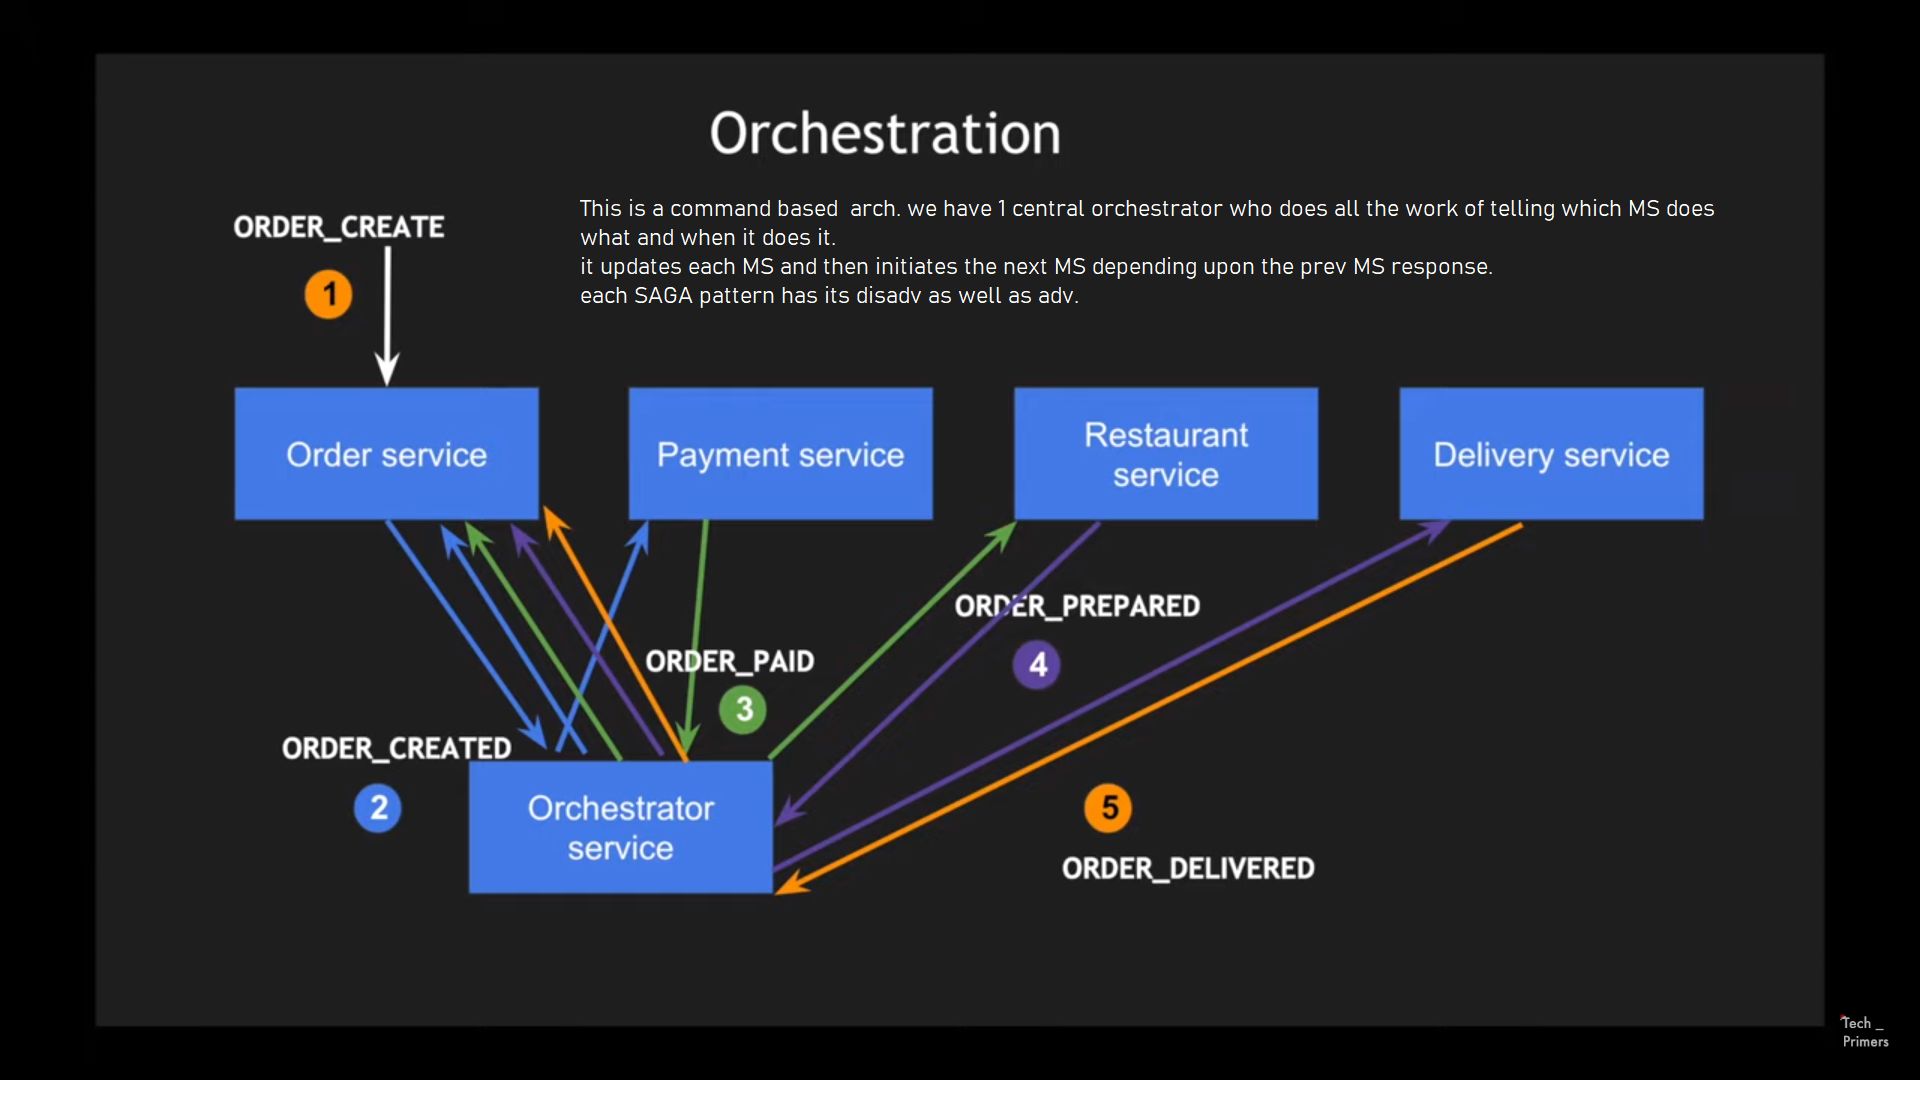 Orchestration
This is a command based  arch. we have 1 central orchestrator who does all the work of telling which MS does
what and when it does it.
it updates each MS and then initiates the next MS depending upon the prev MS response.
each SAGA pattern has its disadv as well as adv.
ORDER_CREATE
1
Order service
Payment service
Restaurant
service
Delivery service
ORDER_PREPARED
4
ORDER_PAID
3
ORDER_CREATED
2
Orchestrator
service
5
ORDER_DELIVERED
Tech _
Primers